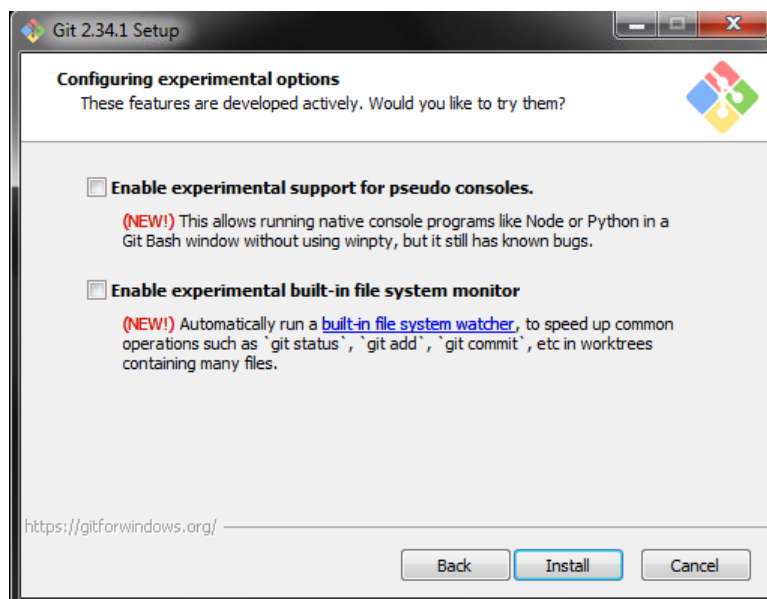 Git 2.34.1 Setup
Configuring experimental options
These features are developed actively. Would you like to try them?
Enable experimental support for pseudo consoles.
(NEW!) This allows running native console programs like Node or Python in a
Git Bash window without using winpty, but it still has known bugs.
Enable experimental built-in file system monitor
(NEW!) Automatically run a built-in file system watcher, to speed up common
operations such as `git status`, `git add`, `git commit`, etc in worktrees
containing many files.
https://gitforwindows.org/
Back Install Cancel